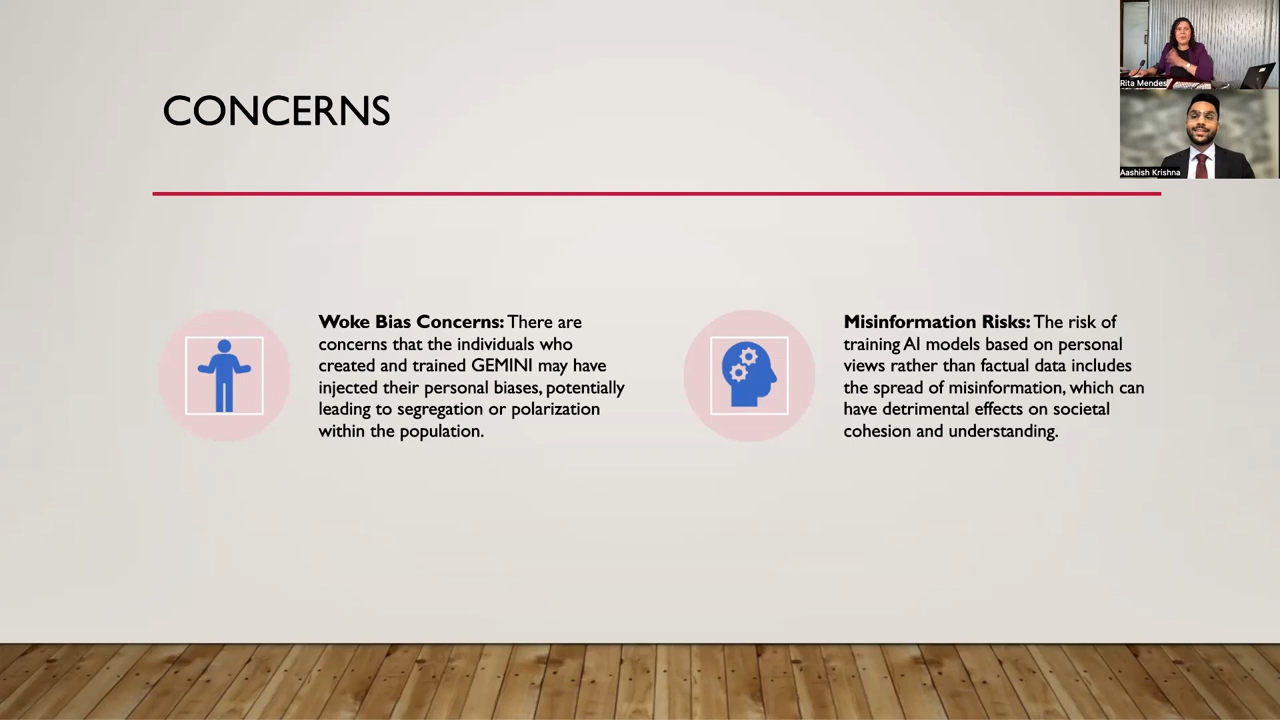 CONCERNS
Rita Mendes
Aashish Krishna
Woke Bias Concerns: There are
concerns that the individuals who
created and trained GEMINI may have
injected their personal biases, potentially
leading to segregation or polarization
within the population.
Misinformation Risks: The risk of
training AI models based on personal
views rather than factual data includes
the spread of misinformation, which can
have detrimental effects on societal
cohesion and understanding.